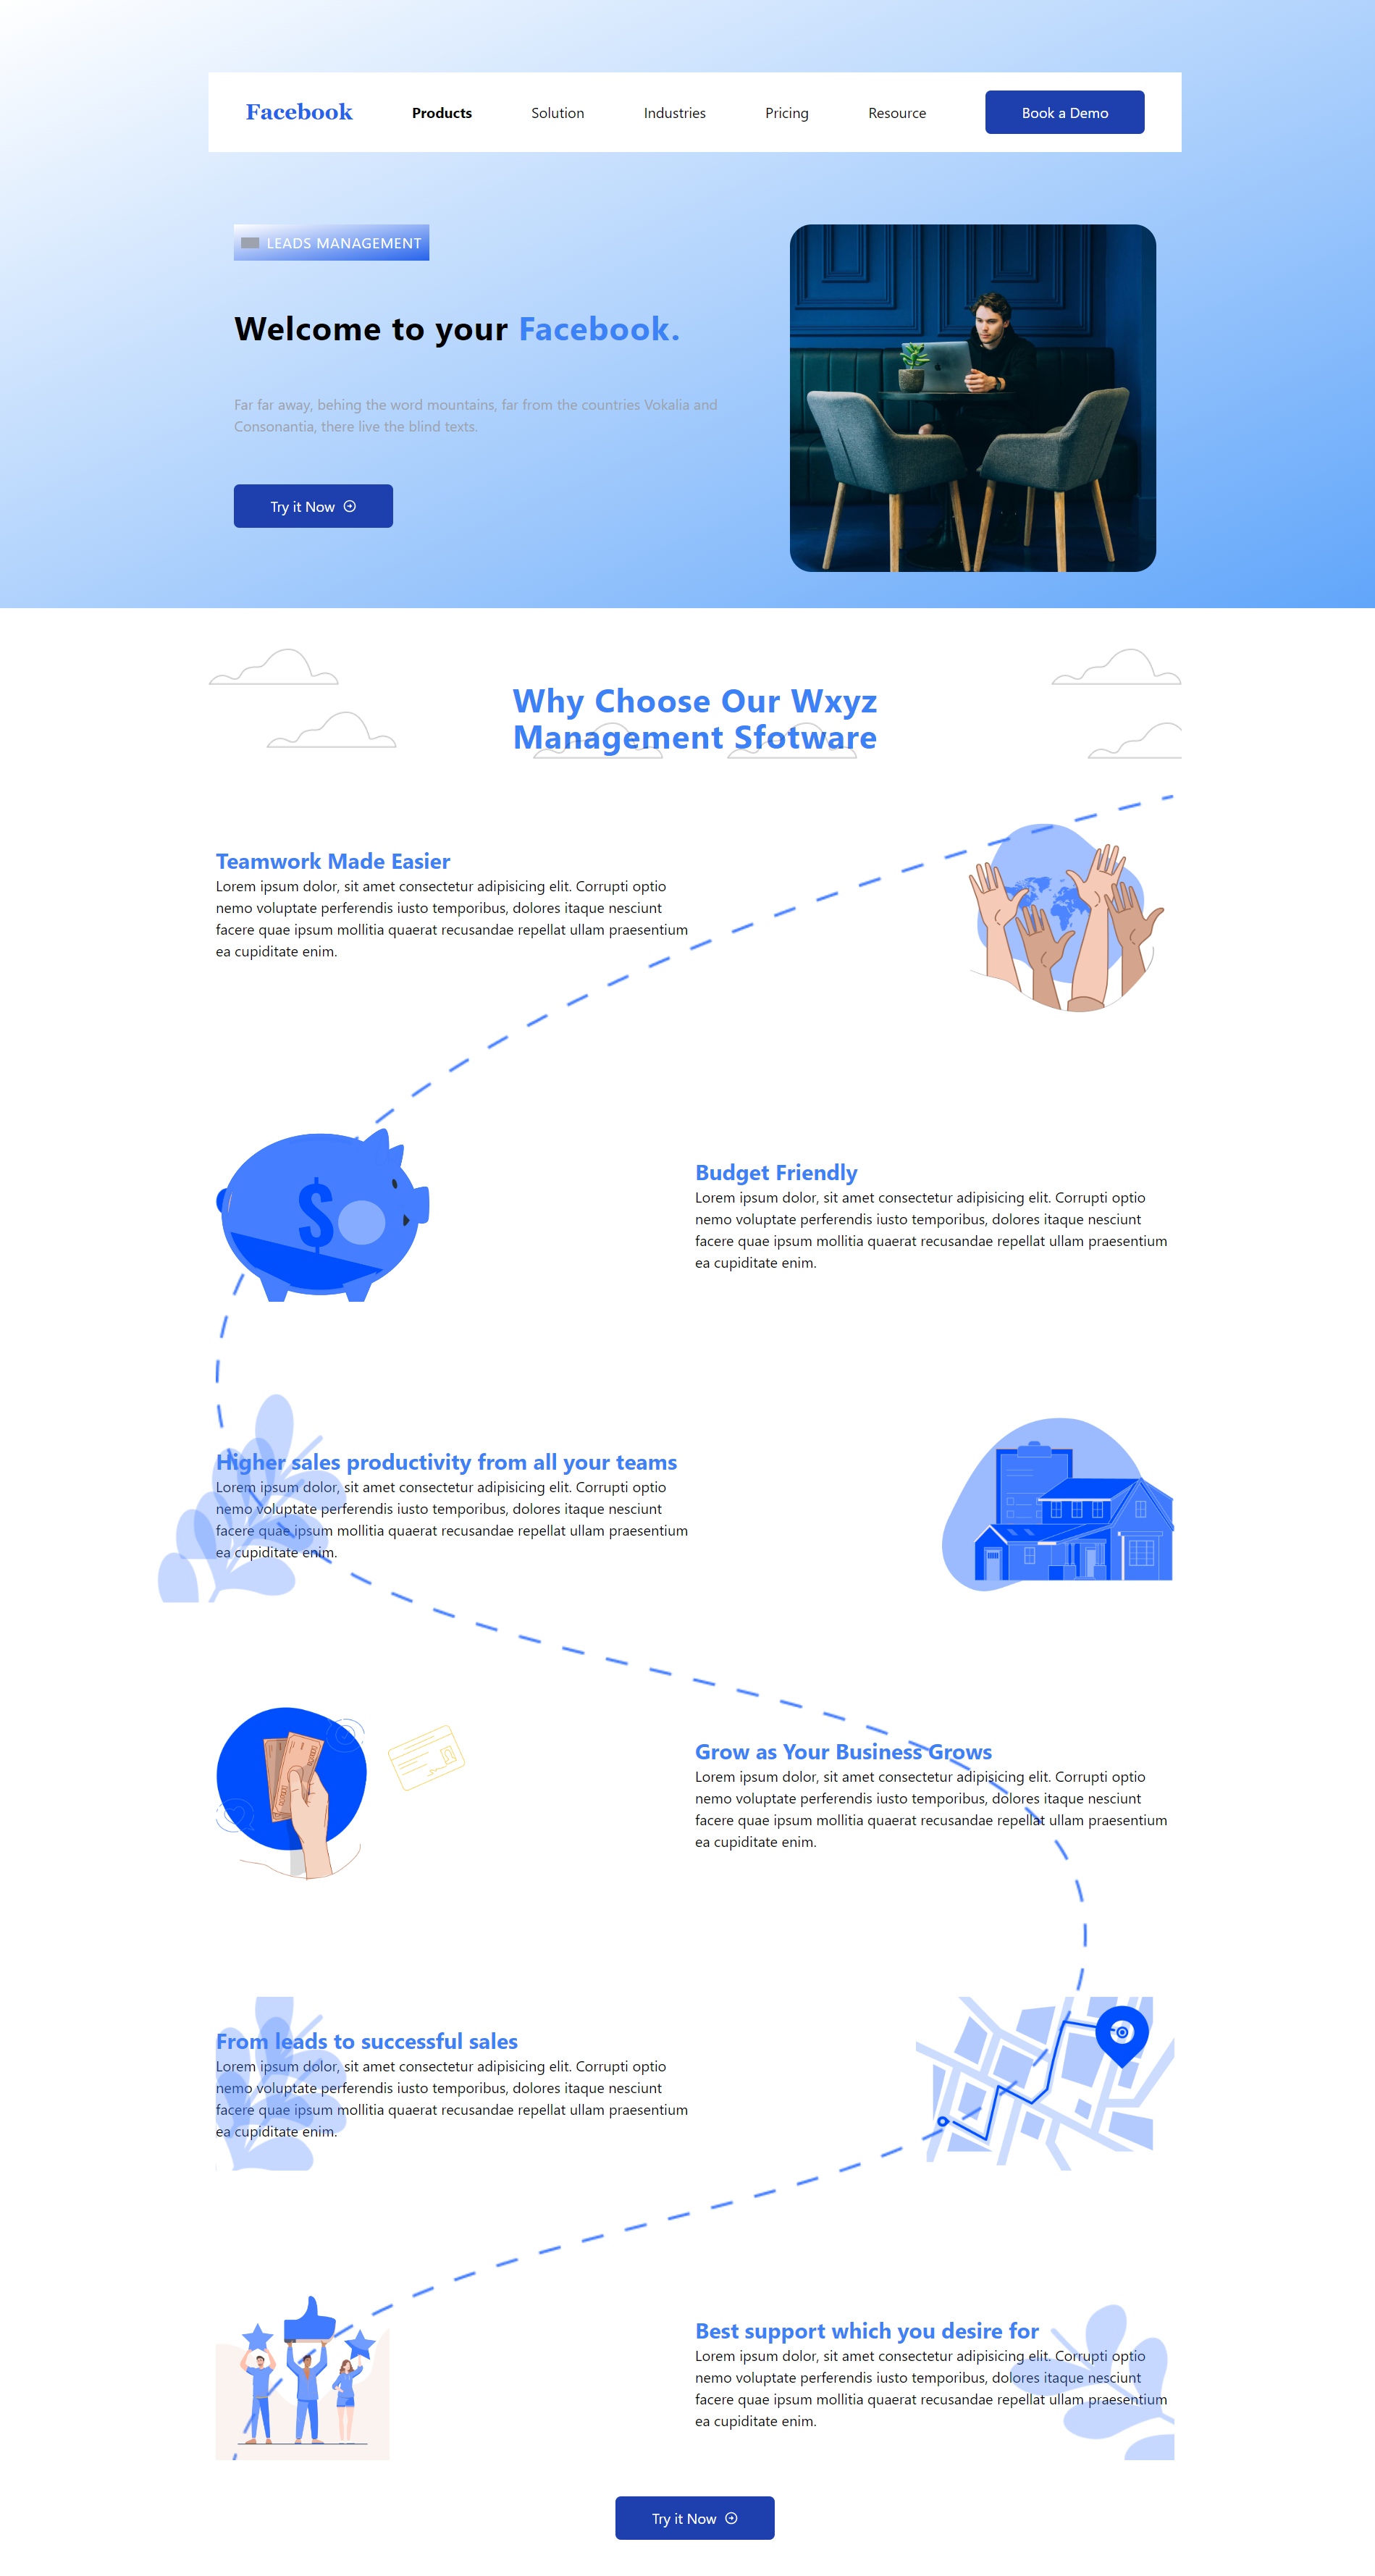 Facebook
Products
Solution
Industries
Pricing
Resource
Book a Demo
LEADS MANAGEMENT
Welcome to your Facebook.
Far far away, behing the word mountains, far from the countries Vokalia and
Consonantia, there live the blind texts.
Try it Now
Why Choose Our Wxyz
Management Sfotware
Teamwork Made Easier
Lorem ipsum dolor, sit amet consectetur adipisicing elit. Corrupti optio
nemo voluptate perferendis iusto temporibus, dolores itaque nesciunt
facere quae ipsum mollitia quaerat recusandae repellat ullam praesentium
ea cupiditate enim.
$
Budget Friendly
Lorem ipsum dolor, sit amet consectetur adipisicing elit. Corrupti optio
nemo voluptate perferendis iusto temporibus, dolores itaque nesciunt
facere quae ipsum mollitia quaerat recusandae repellat ullam praesentium
ea cupiditate enim.
Higher sales productivity from all your teams
Lorem ipsum dolor, sit amet consectetur adipisicing elit. Corrupti optio
nemo voluptate perferendis iusto temporibus, dolores itaque nesciunt
facere quae ipsum mollitia quaerat recusandae repellat ullam praesentium
ea cupiditate enim.
Grow as Your Business Grows
Lorem ipsum dolor, sit amet consectetur adipisicing elit. Corrupti optio
nemo voluptate perferendis iusto temporibus, dolores itaque nesciunt
facere quae ipsum mollitia quaerat recusandae repellat ullam praesentium
ea cupiditate enim.
From leads to successful sales
Lorem ipsum dolor, sit amet consectetur adipisicing elit. Corrupti optio
nemo voluptate perferendis iusto temporibus, dolores itaque nesciunt
facere quae ipsum mollitia quaerat recusandae repellat ullam praesentium
ea cupiditate enim.
Best support which you desire for
Lorem ipsum dolor, sit amet consectetur adipisicing elit. Corrupti optio
nemo voluptate perferendis iusto temporibus, dolores itaque nesciunt
facere quae ipsum mollitia quaerat recusandae repellat ullam praesentium
ea cupiditate enim.
Try it Now